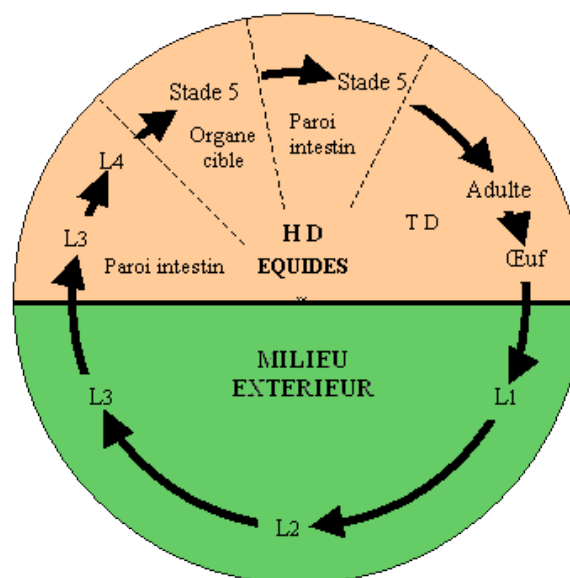 Stade 5
Stade 5
Organe
cible
Paroi
intestin
L4
Adulte
L3
H D
T D
Paroi intestin
EQUIDES
Œuf
MILIEU
EXTERIEUR
L3
L1
L2